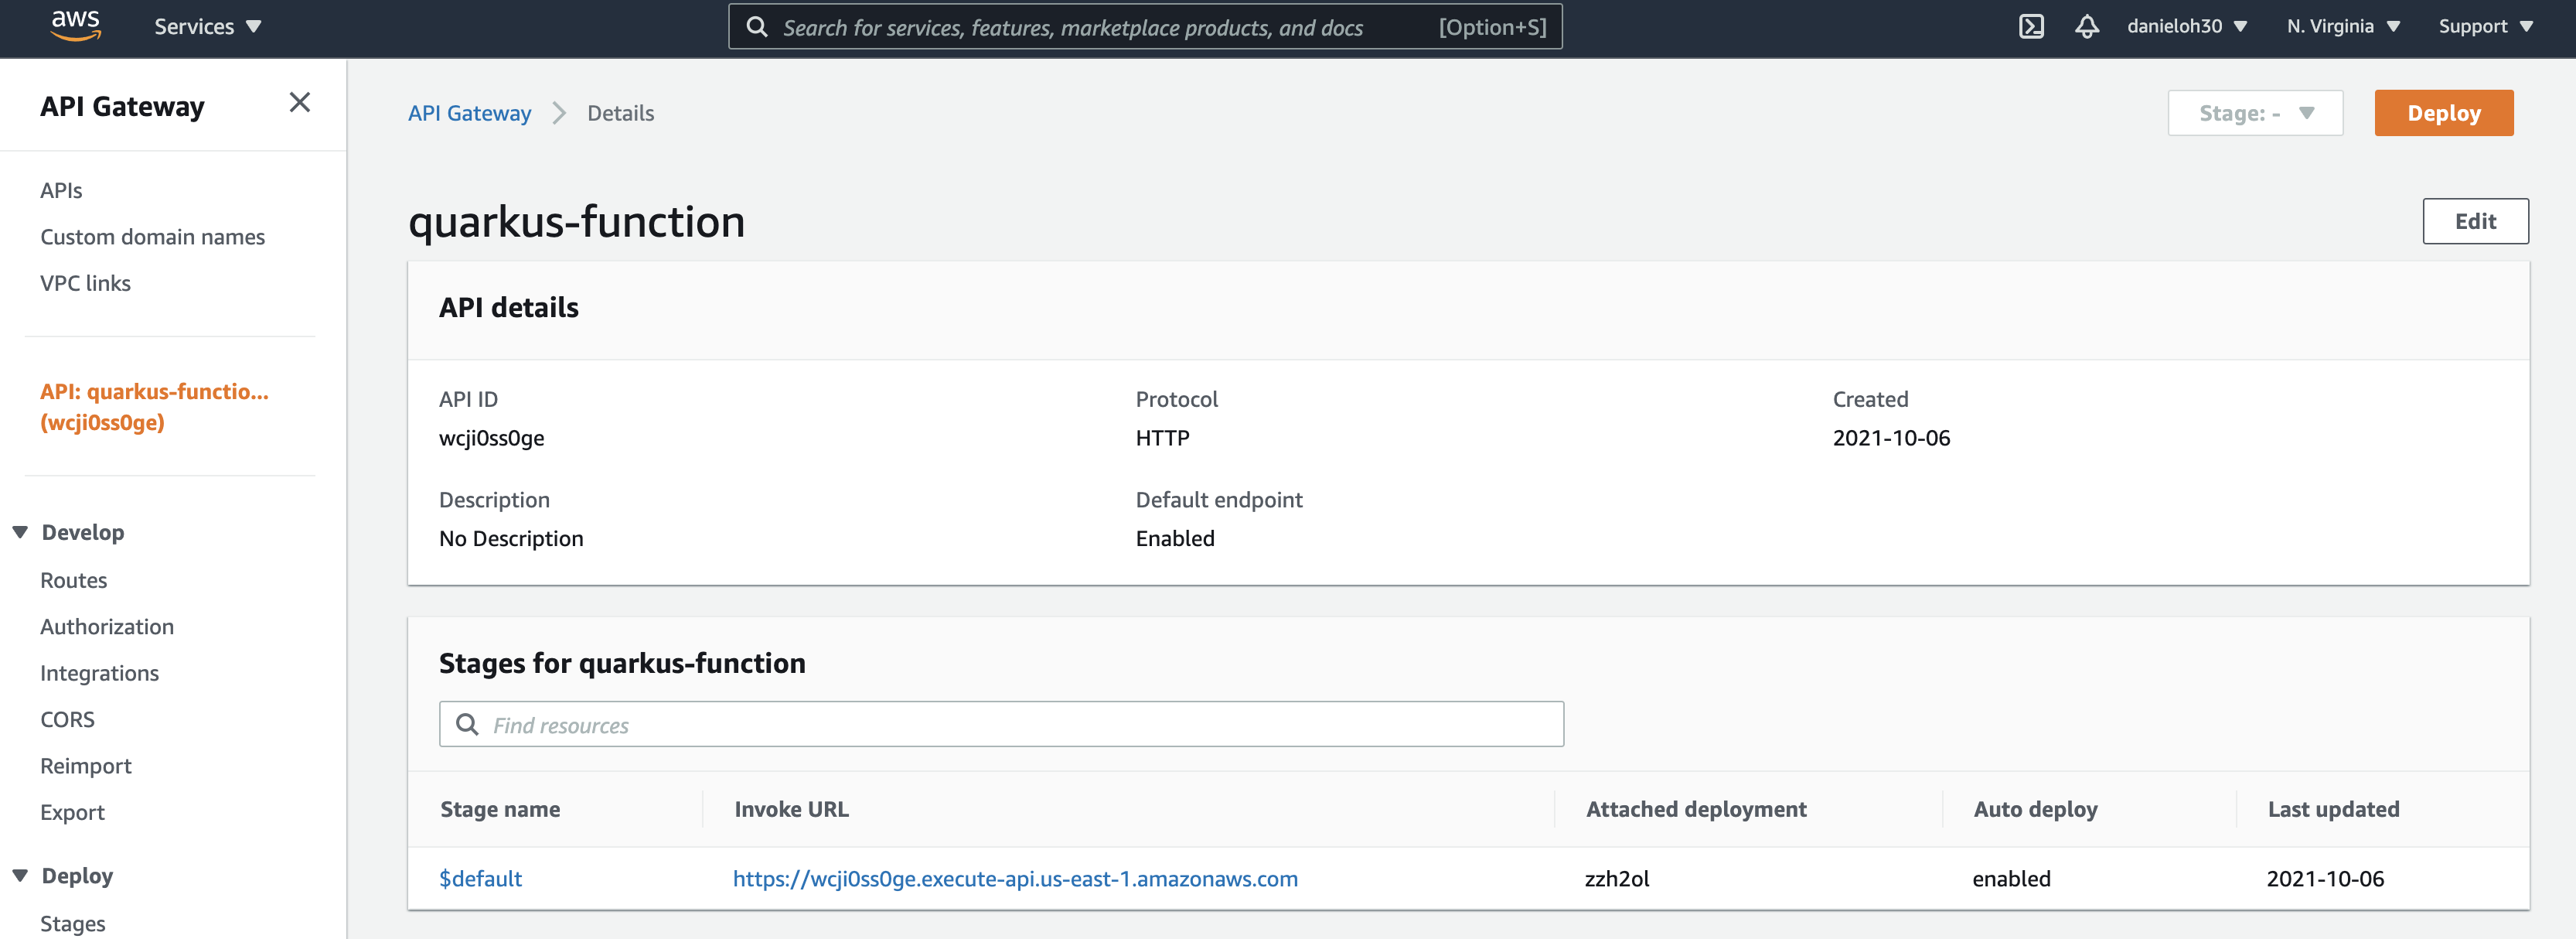 aws
Services
Search for services, features, marketplace products, and docs [Option+S]
danieloh30
N. Virginia
Support
API Gateway
APIs
Custom domain names
VPC links
API: quarkus-functio...
(wcji0ss0ge)
Develop
Routes
Authorization
Integrations
CORS
Reimport
Export
Deploy
Stages
API Gateway Details
Stage: -
Deploy
quarkus-function
Edit
API details
API ID Protocol Created
wcji0ss0ge HTTP 2021-10-06
Description Default endpoint
No Description Enabled
Stages for quarkus-function
Find resources
Stage name Invoke URL Attached deployment Auto deploy Last updated
$default https://wcji0ss0ge.execute-api.us-east-1.amazonaws.com zzh2ol enabled 2021-10-06